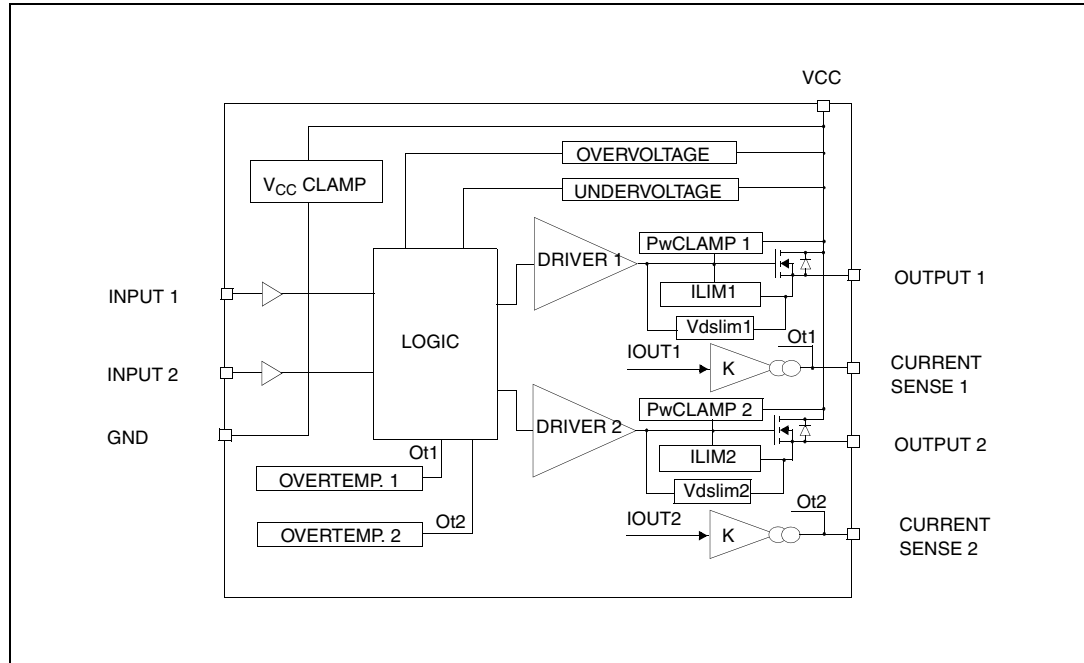 VCC
OVERVOLTAGE
VCC CLAMP
UNDERVOLTAGE
PwCLAMP 1
DRIVER 1
OUTPUT 1
INPUT 1
ILIM1
LOGIC
Vdslim1
Ot1
IOUT1
K
CURRENT
SENSE 1
INPUT 2
PwCLAMP 2
DRIVER 2
GND
OUTPUT 2
Ot1
ILIM2
OVERTEMP. 1
Vdslim2
Ot2
Ot2
IOUT2
OVERTEMP. 2
K
CURRENT
SENSE 2